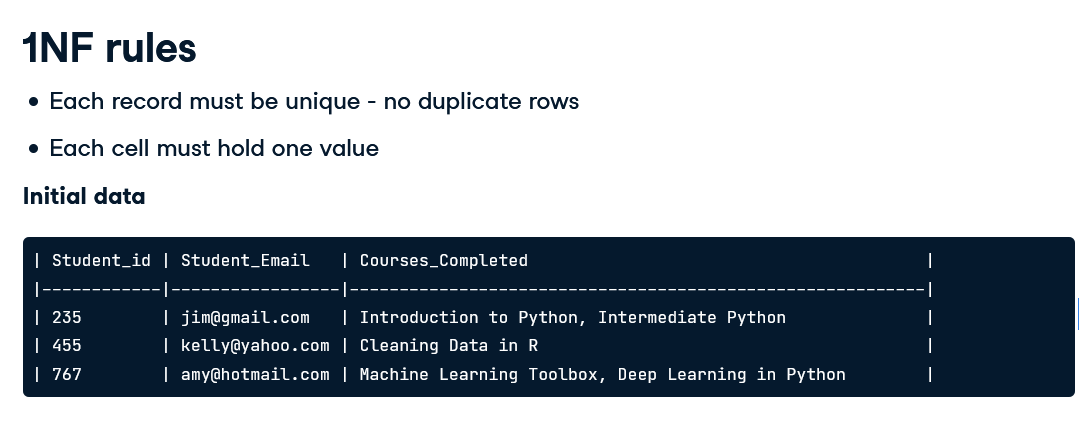 1NF rules
• Each record must be unique - no duplicate rows
• Each cell must hold one value
Initial data
| Student_id | Student_Email   | Courses_Completed                                        |
|------------|-----------------|----------------------------------------------------------|
| 235        | jim@gmail.com   | Introduction to Python, Intermediate Python              |
| 455        | kelly@yahoo.com | Cleaning Data in R                                       |
| 767        | amy@hotmail.com | Machine Learning Toolbox, Deep Learning in Python        |